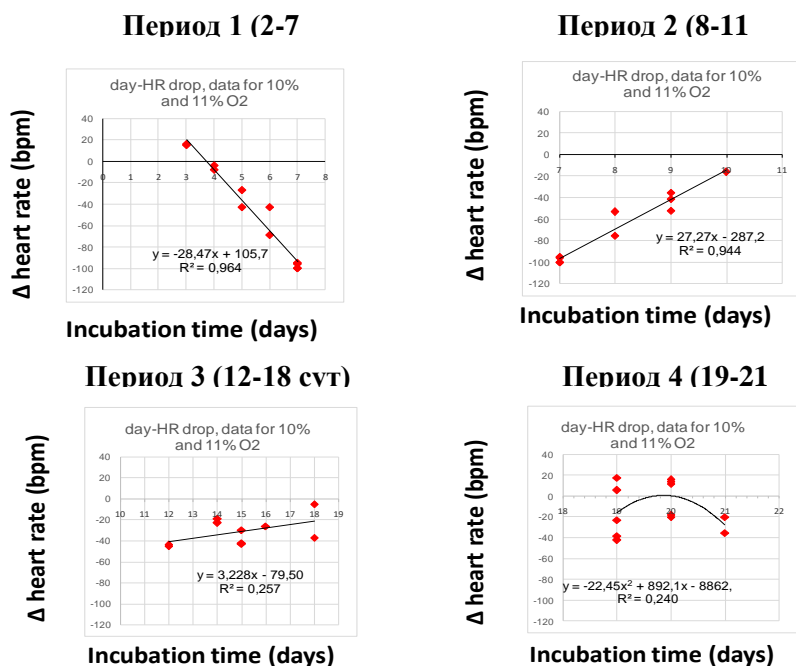 Период 1 (2-7
day-HR drop, data for 10%
and 11% O2
Δ heart rate (bpm)
40
20
0
-20
-40
-60
-80
-100
-120
0 1 2 3 4 5 6 7 8
y = -28,47x + 105,7
R² = 0,964
Incubation time (days)
Период 2 (8-11
day-HR drop, data for 10%
and 11% O2
Δ heart rate (bpm)
40
20
0
-20
-40
-60
-80
-100
-120
7 8 9 10 11
y = 27,27x - 287,2
R² = 0,944
Incubation time (days)
Период 3 (12-18 сут)
day-HR drop, data for 10%
and 11% O2
Δ heart rate (bpm)
40
20
0
-20
-40
-60
-80
-100
-120
10 11 12 13 14 15 16 17 18 19
y = 3,228x - 79,50
R² = 0,257
Incubation time (days)
Период 4 (19-21
day-HR drop, data for 10%
and 11% O2
Δ heart rate (bpm)
40
20
0
-20
-40
-60
-80
-100
-120
18 19 20 21 22
y = -22,45x² + 892,1x - 8862,
R² = 0,240
Incubation time (days)